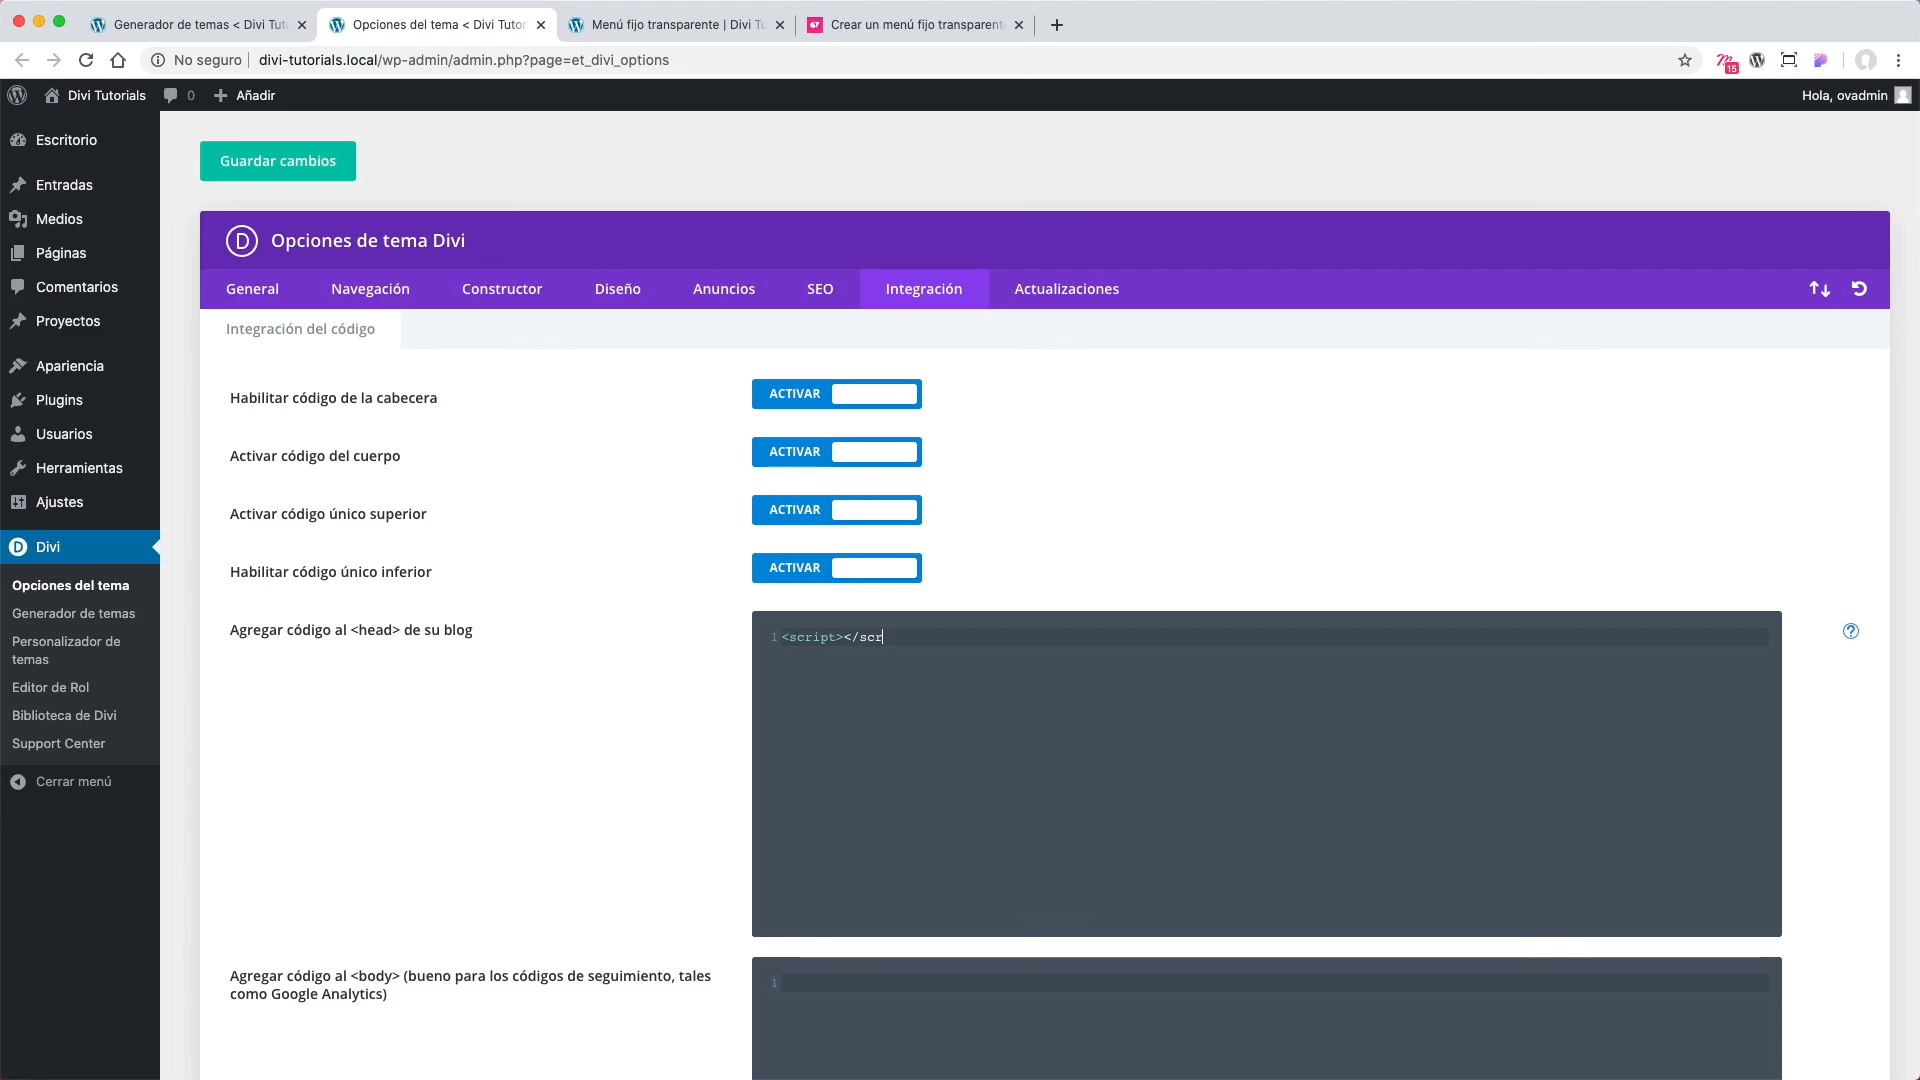 Generador de temas < Divi Tuto
Opciones del tema < Divi Tutor
Menú fijo transparente | Divi Tu
Crear un menú fijo transparente
No seguro
divi-tutorials.local/wp-admin/admin.php?page=et_divi_options
15
Divi Tutorials
0
Añadir
Hola, ovadmin
Escritorio
Entradas
Medios
Páginas
Comentarios
Proyectos
Apariencia
Plugins
Usuarios
Herramientas
Ajustes
Divi
Opciones del tema
Generador de temas
Personalizador de
temas
Editor de Rol
Biblioteca de Divi
Support Center
Cerrar menú
Guardar cambios
D
Opciones de tema Divi
General
Navegación
Constructor
Diseño
Anuncios
SEO
Integración
Actualizaciones
Integración del código
Habilitar código de la cabecera
ACTIVAR
Activar código del cuerpo
ACTIVAR
Activar código único superior
ACTIVAR
Habilitar código único inferior
ACTIVAR
Agregar código al <head> de su blog
1 <script></scr
Agregar código al <body> (bueno para los códigos de seguimiento, tales
como Google Analytics)
1